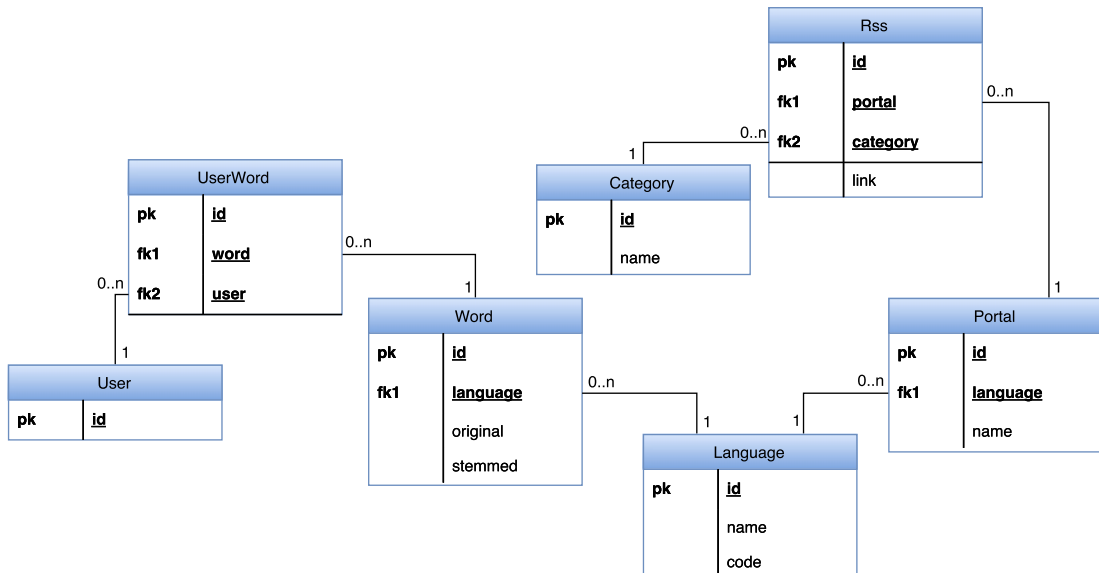 Rss
pk id
fk1 portal
fk2 category
link
0..n
0..n
1
Category
pk id
name
UserWord
pk id
fk1 word
fk2 user
0..n
0..n
1
User
pk id
1
Word
pk id
fk1 language
original
stemmed
0..n
1
Language
pk id
name
code
1
0..n
1
Portal
pk id
fk1 language
name